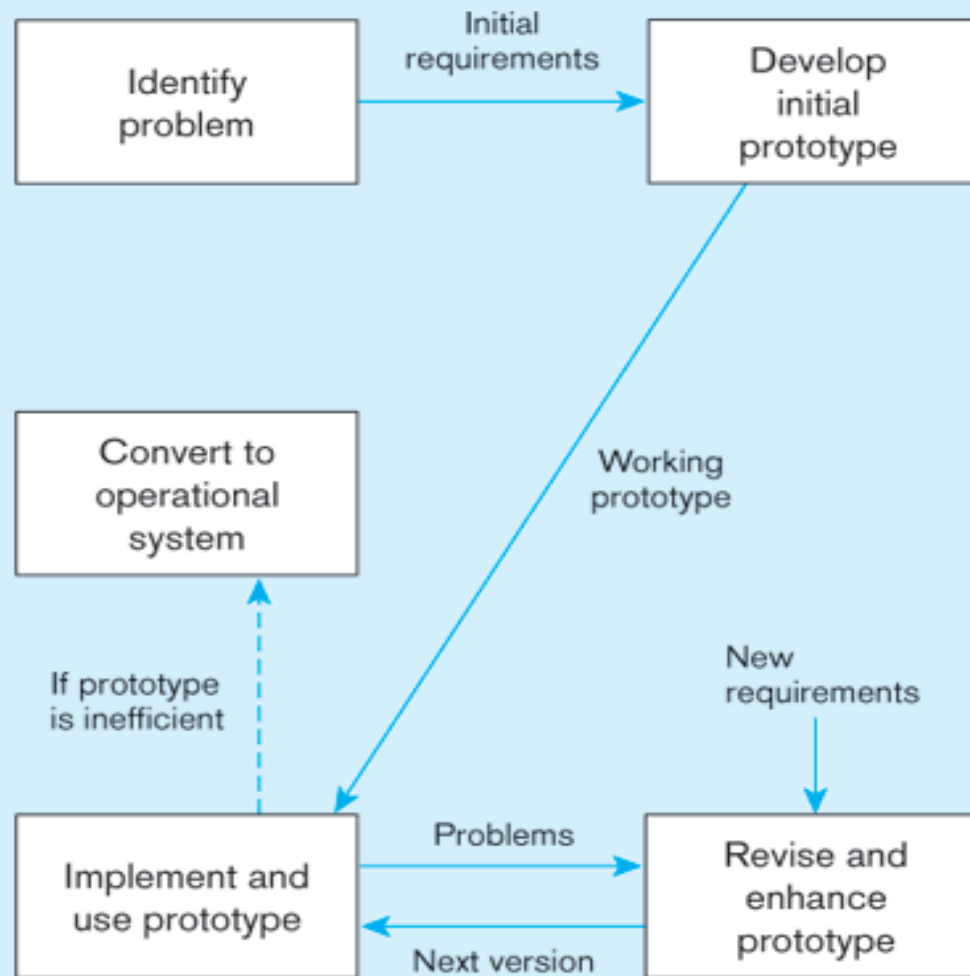 Identify
problem
Initial
requirements
Develop
initial
prototype
Working
prototype
Convert to
operational
system
If prototype
is inefficient
New
requirements
Implement and
use prototype
Problems
Next version
Revise and
enhance
prototype